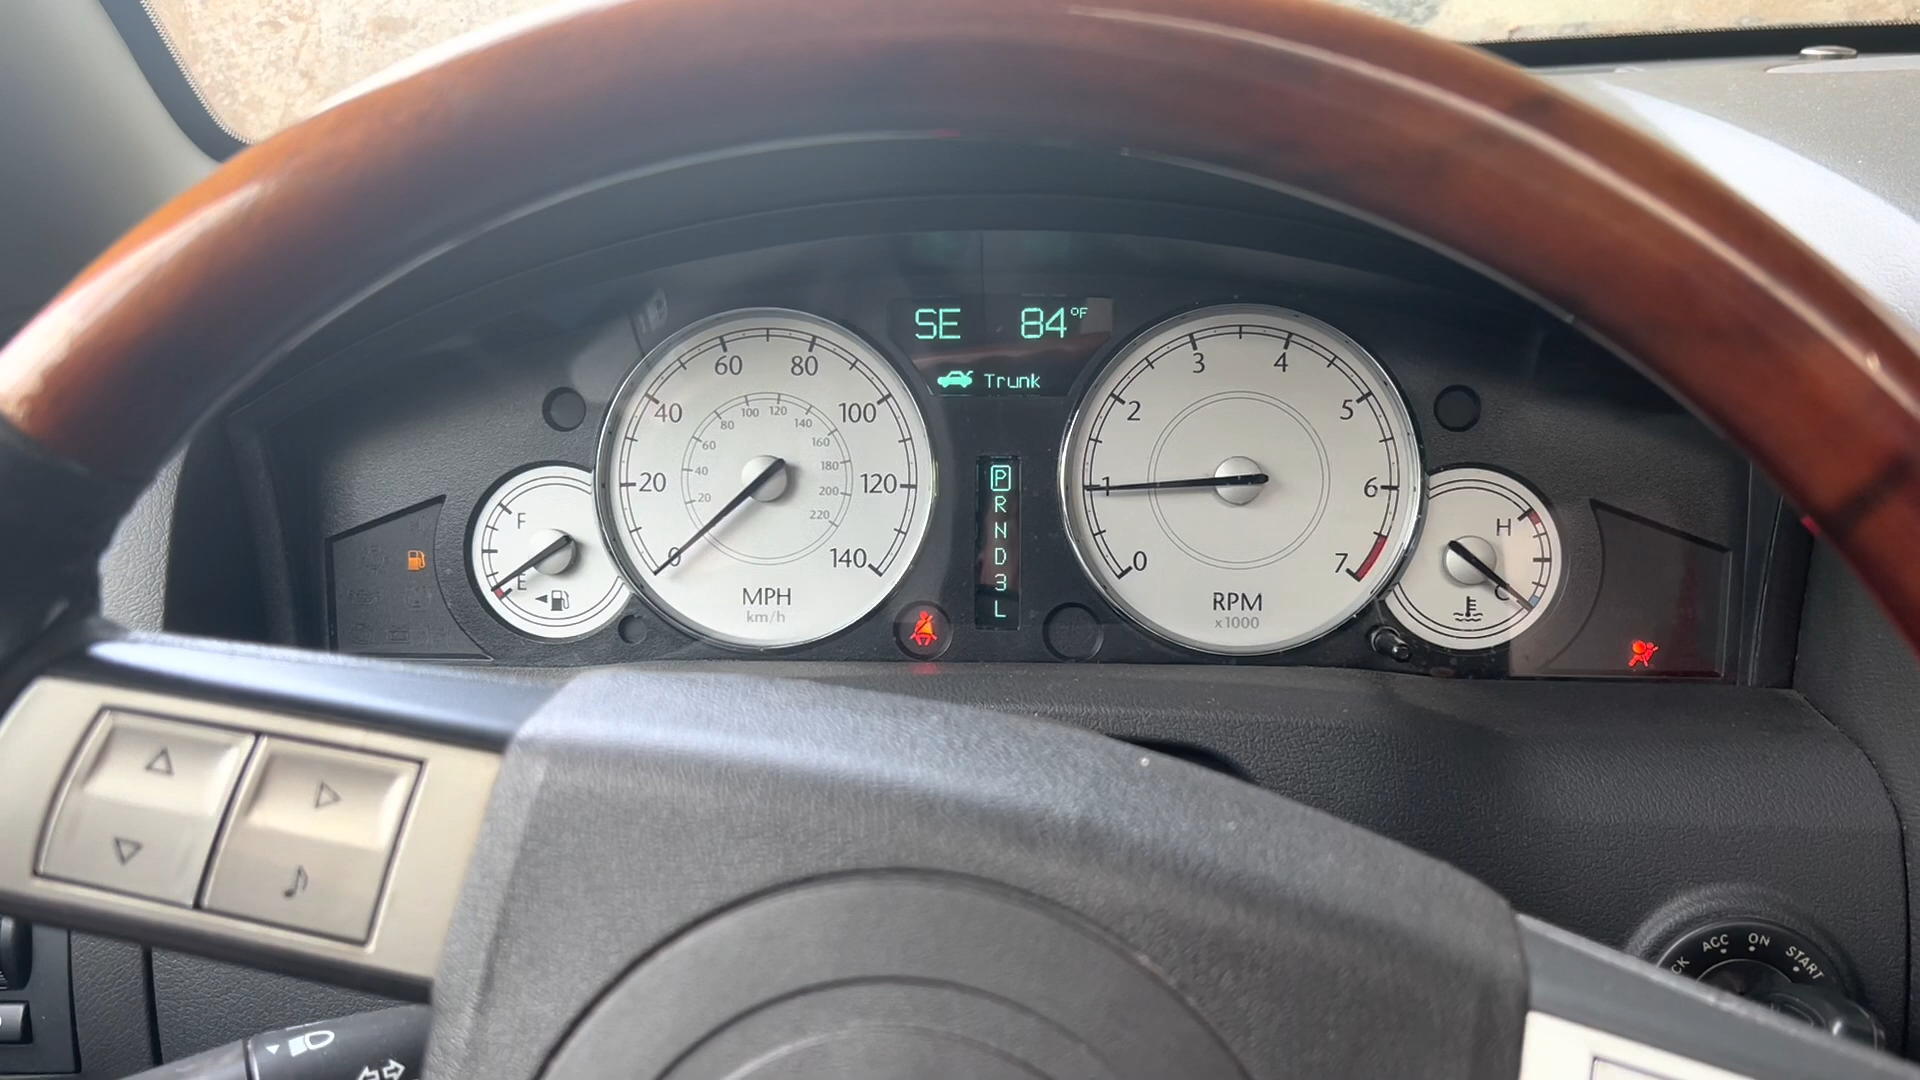 SE 84°F
Trunk
60 80
40 100
20 120
0 140
100 120
80 140
60 160
40 180
20 200
220
MPH
km/h
F
E
P
R
N
D
3
L
3 4
2 5
1 6
0 7
RPM
x1000
H
C
ACC ON START